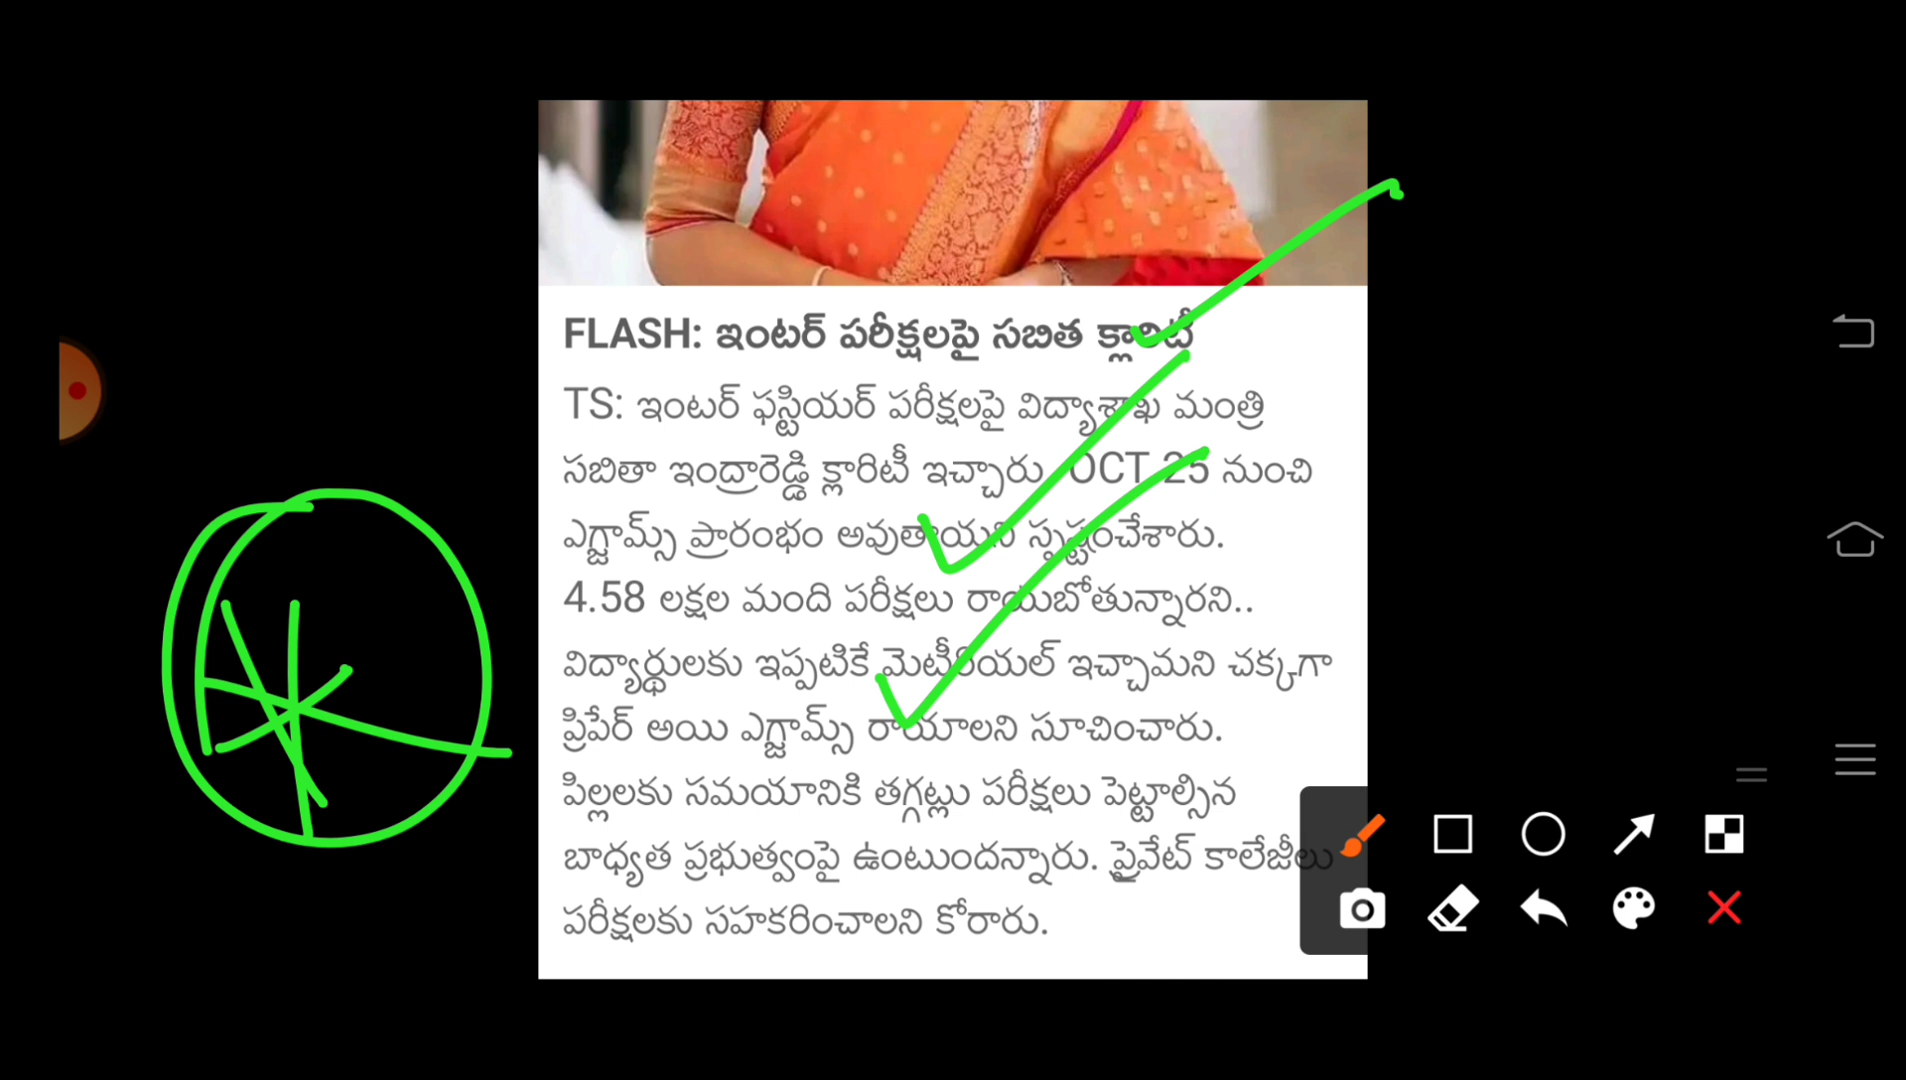 FLASH: ఇంటర్ పరీక్షలపై సబిత క్లారిటీ
TS: ఇంటర్ ఫస్టియర్ పరీక్షలపై విద్యాశాఖ మంత్రి
సబితా ఇంద్రారెడ్డి క్లారిటీ ఇచ్చారు. OCT 25 నుంచి
ఎగ్జామ్స్ ప్రారంభం అవుతాయని స్పష్టంచేశారు.
4.58 లక్షల మంది పరీక్షలు రాయబోతున్నారని..
విద్యార్థులకు ఇప్పటికే మెటీరియల్ ఇచ్చామని చక్కగా
ప్రిపేర్ అయి ఎగ్జామ్స్ రాయాలని సూచించారు.
పిల్లలకు సమయానికి తగ్గట్లు పరీక్షలు పెట్టాల్సిన
బాధ్యత ప్రభుత్వంపై ఉంటుందన్నారు. ప్రైవేట్ కాలేజీలు
పరీక్షలకు సహకరించాలని కోరారు.